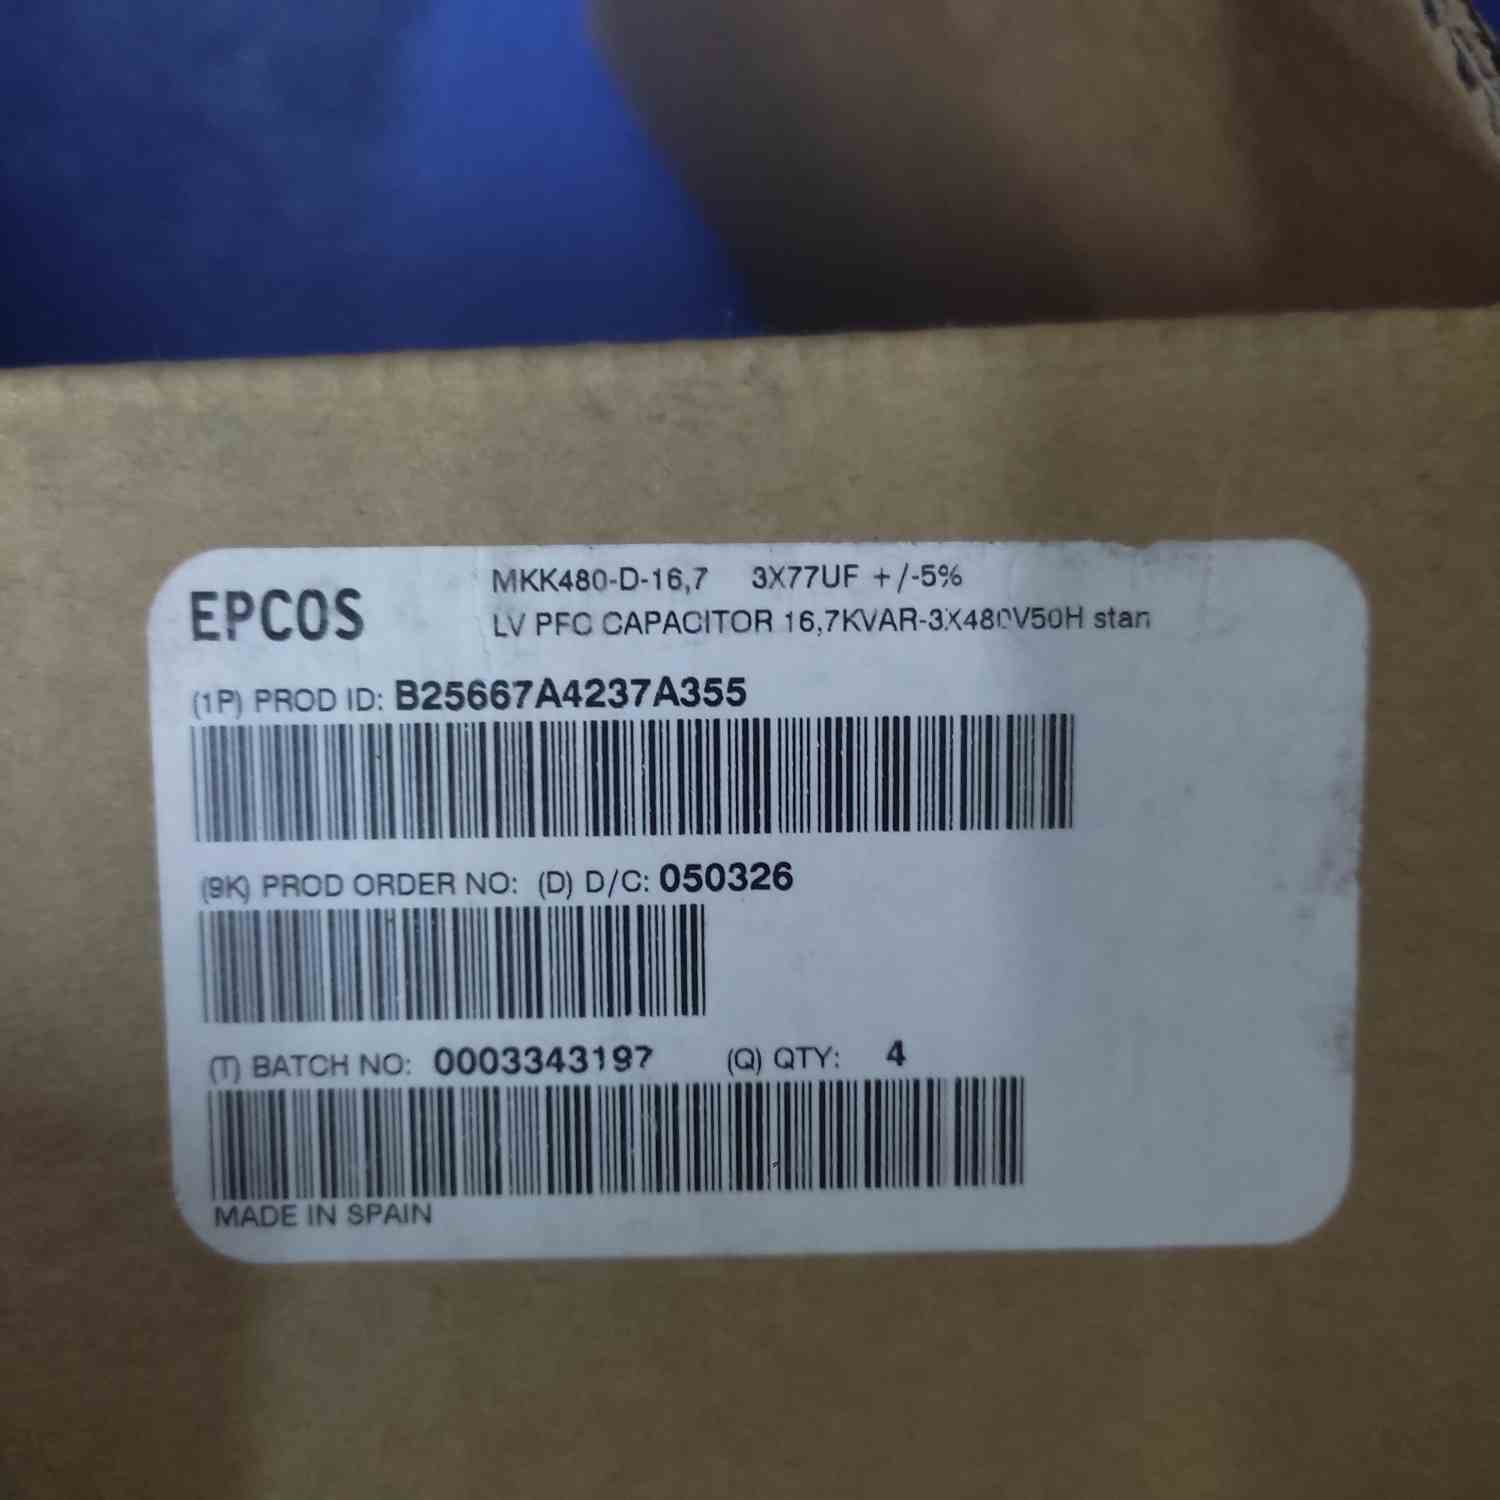 MKK480-D-16,7 3X77UF +/-5%
EPCOS
LV PFC CAPACITOR 16,7KVAR-3X480V50H stan
(1P) PROD ID: B25667A4237A355
(9K) PROD ORDER NO: (D) D/C: 050326
(T) BATCH NO: 0003343197 (Q) QTY: 4
MADE IN SPAIN